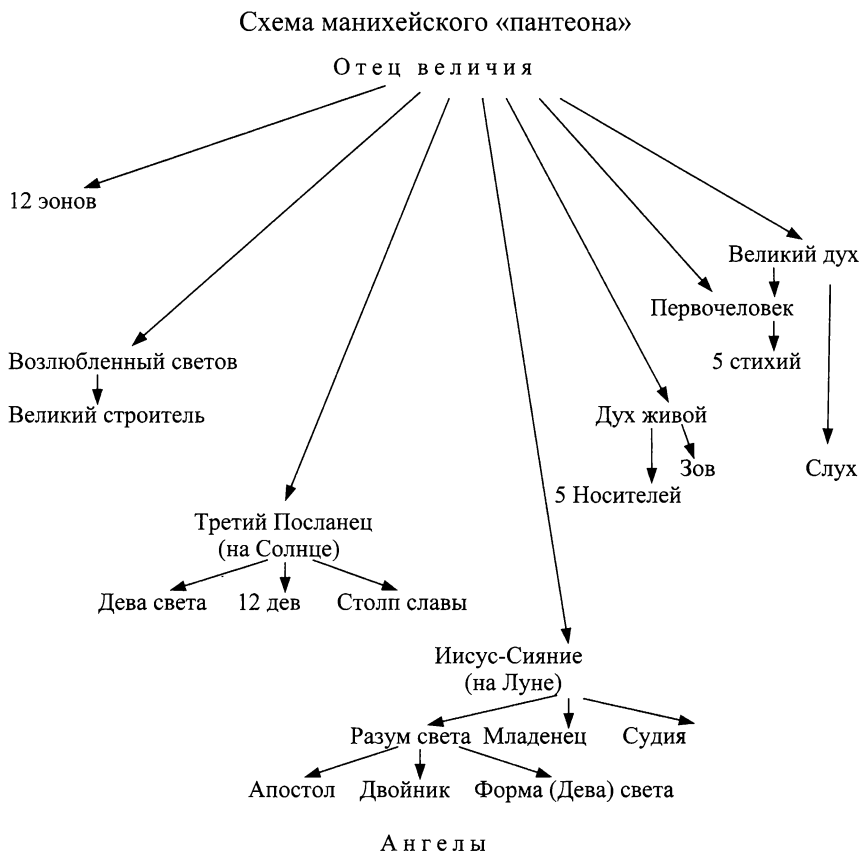 Схема манихейского «пантеона»
Отец величия
12 эонов
Великий дух
Первочеловек
Возлюбленный светов
5 стихий
Великий строитель
Дух живой
Зов
Слух
5 Носителей
Третий Посланец
(на Солнце)
Дева света
12 дев
Столп славы
Иисус-Сияние
(на Луне)
Разум света
Младенец
Судия
Апостол
Двойник
Форма (Дева) света
Ангелы